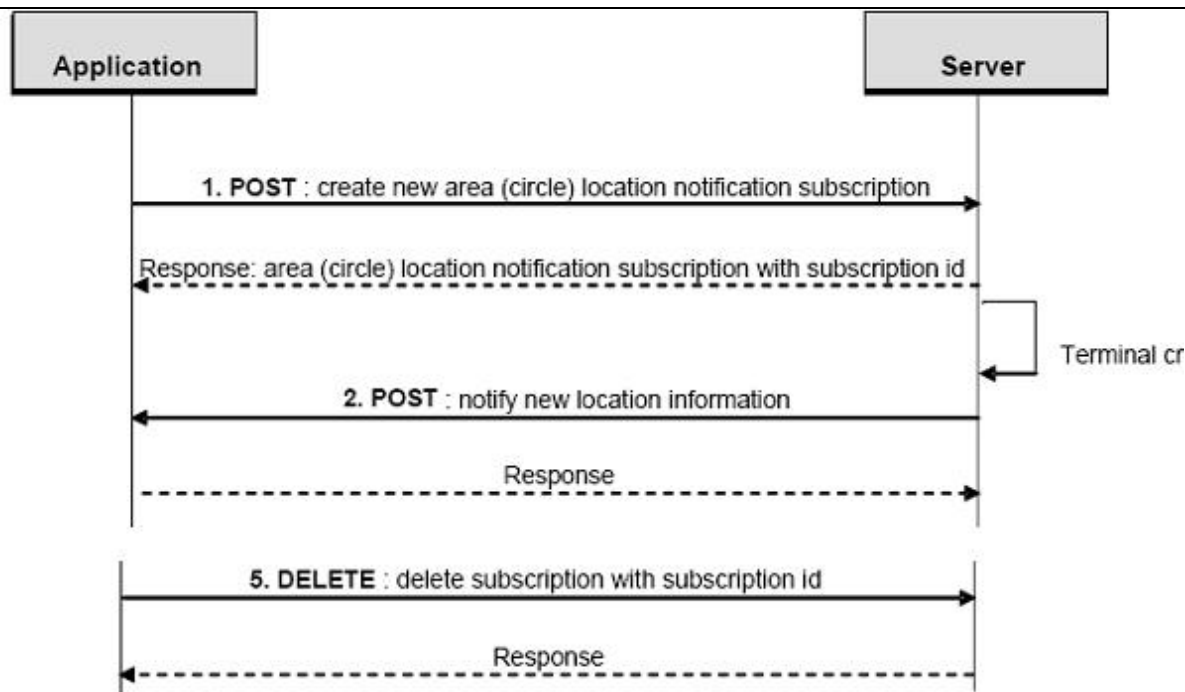 Application
Server
1. POST : create new area (circle) location notification subscription
Response: area (circle) location notification subscription with subscription id
Terminal cr
2. POST : notify new location information
Response
5. DELETE : delete subscription with subscription id
Response